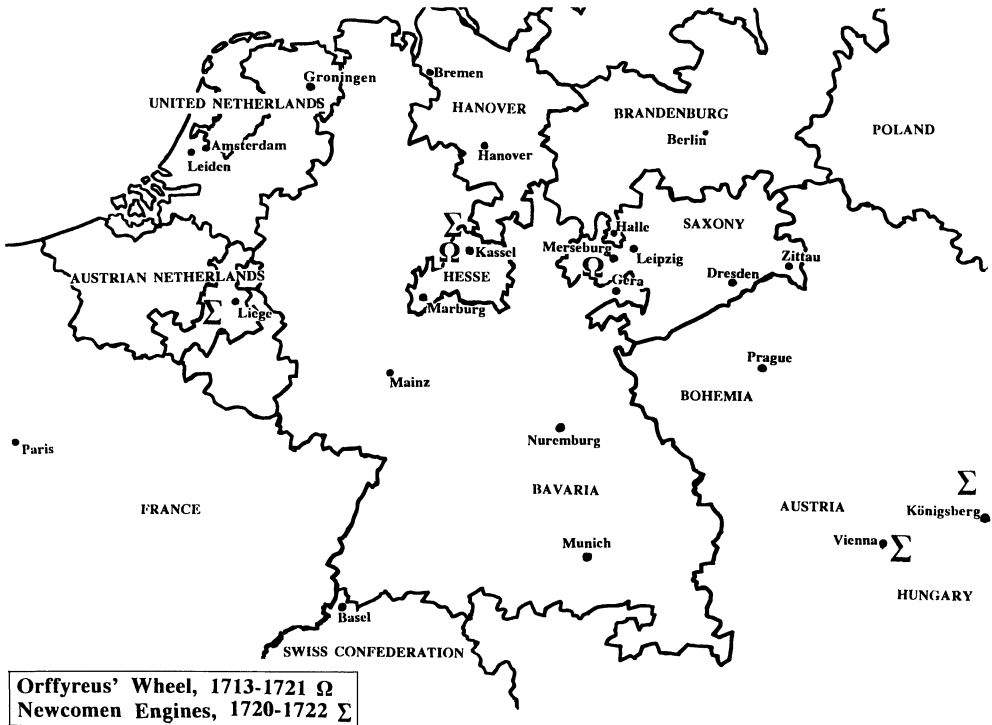 Groningen
Bremen
UNITED NETHERLANDS
HANOVER
BRANDENBURG
POLAND
Berlin
Amsterdam
Hanover
Leiden
Σ
Halle
SAXONY
Ω
Kassel
Merseburg
Leipzig
Zittau
AUSTRIAN NETHERLANDS
HESSE
Ω
Gera
Dresden
Σ
Liège
Marburg
Prague
Mainz
BOHEMIA
Nuremburg
Paris
Σ
BAVARIA
FRANCE
AUSTRIA
Königsberg
Munich
Vienna
Σ
HUNGARY
Basel
SWISS CONFEDERATION
Orffyreus' Wheel, 1713-1721 Ω
Newcomen Engines, 1720-1722 Σ